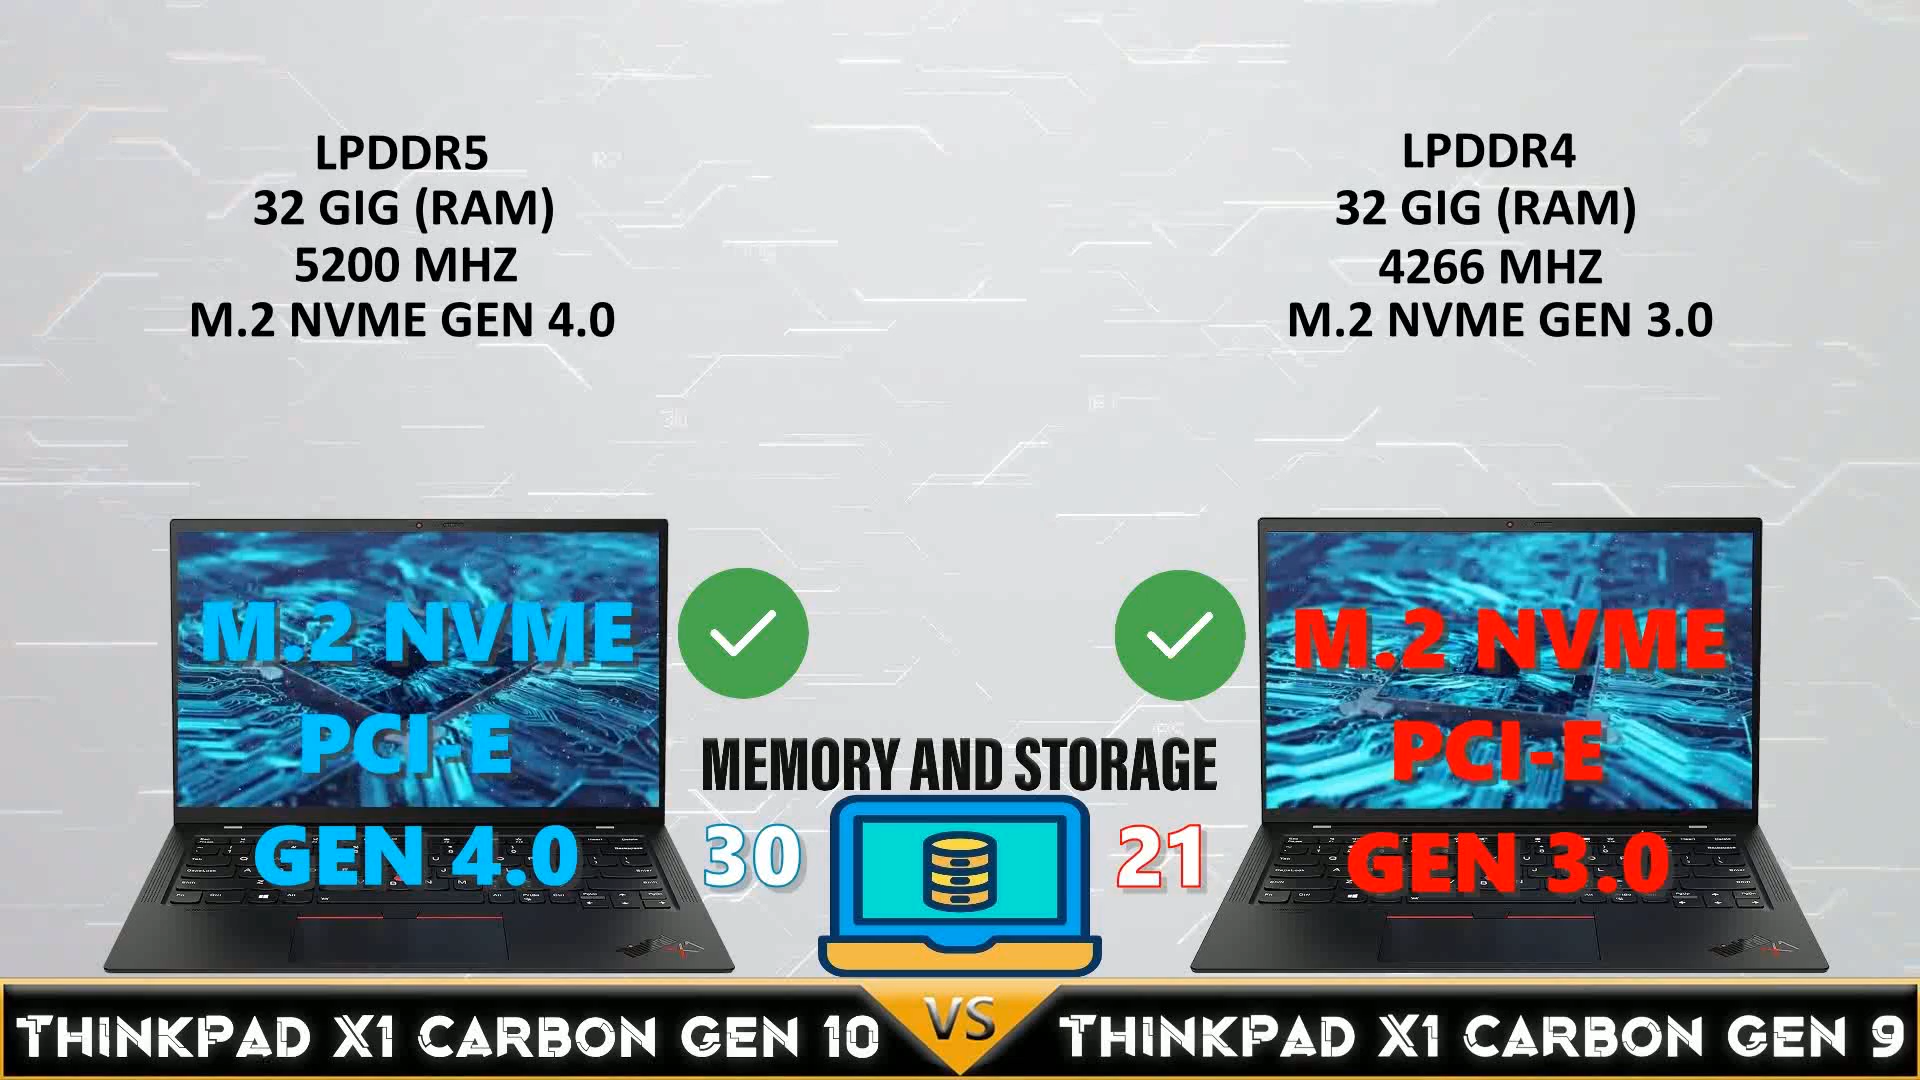 LPDDR5
32 GIG (RAM)
5200 MHZ
M.2 NVME GEN 4.0
LPDDR4
32 GIG (RAM)
4266 MHZ
M.2 NVME GEN 3.0
M.2 NVME
PCI-E
GEN 4.0
M.2 NVME
PCI-E
GEN 3.0
MEMORY AND STORAGE
30
21
THINKPAD X1 CARBON GEN 10
VS
THINKPAD X1 CARBON GEN 9